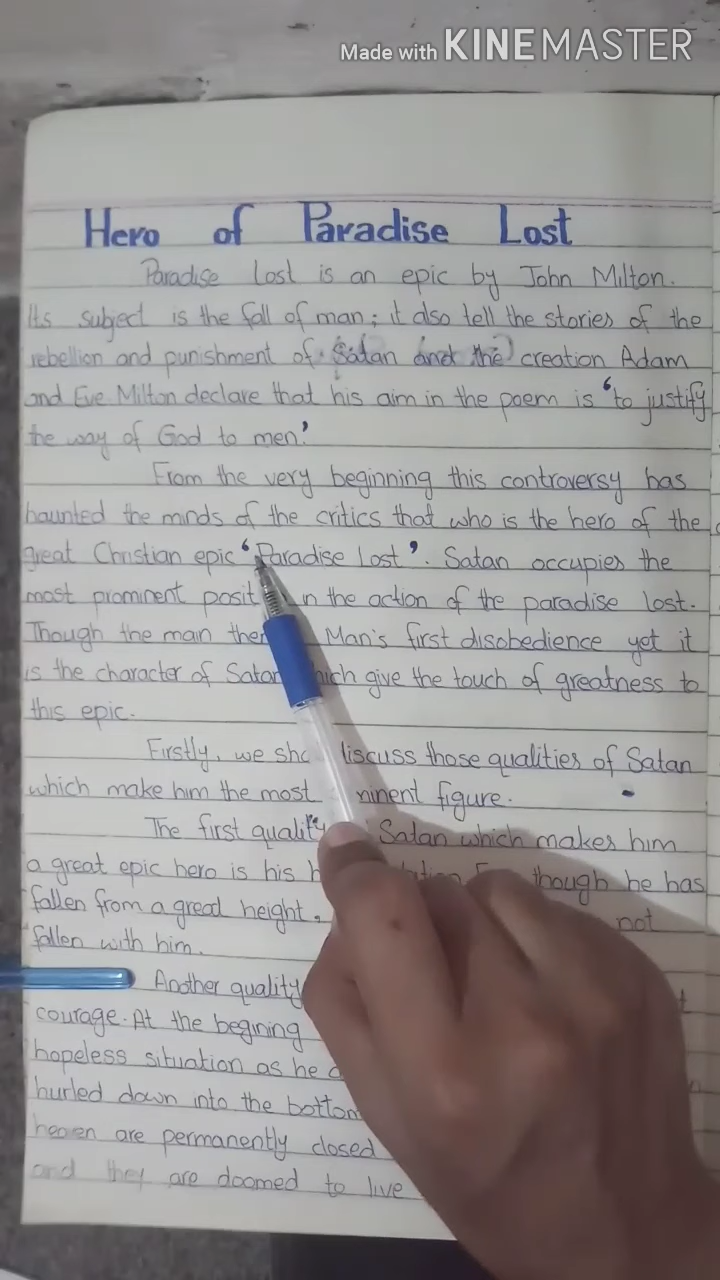 Made with KINEMASTER
Hero of Paradise Lost
Paradise Lost is an epic by John Milton.
Its subject is the fall of man; it also tell the stories of the
rebellion and punishment of Satan and the creation Adam
and Eve Milton declare that his aim in the poem is 'to justify
the way of God to men.'
From the very beginning this controversy has
haunted the minds of the critics that who is the hero of the
great Christian epic 'Paradise Lost'. Satan occupies the
most prominent posit in the action of the paradise lost.
Though the main Man's first disobedience yet it
is the character of Satan which give the touch of greatness to
this epic.
Firstly, we discuss those qualities of Satan
which make him the most figure.
The first quality Satan which makes him
a great epic hero is his though he has
fallen from a great height, not
fallen with him.
Another quality
courage. At the begining
hopeless situation as he
hurled down into the bottom
heaven are permanently closed
and they are doomed to live